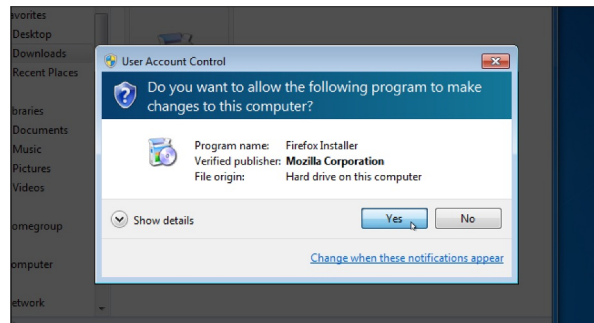 avorites
Desktop
Downloads
Recent Places
braries
Documents
Music
Pictures
Videos
omegroup
omputer
etwork
User Account Control
Do you want to allow the following program to make
changes to this computer?
Program name: Firefox Installer
Verified publisher: Mozilla Corporation
File origin: Hard drive on this computer
Show details
Yes
No
Change when these notifications appear